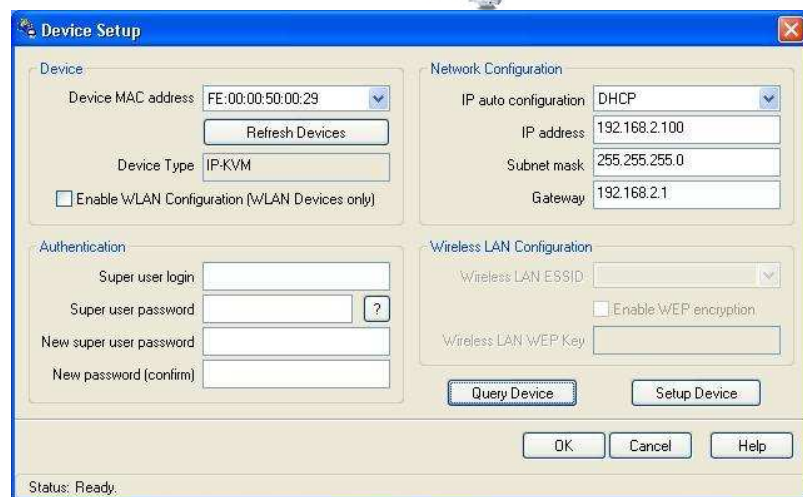 Device Setup
Device
Device MAC address FE:00:00:50:00:29
Refresh Devices
Device Type IP-KVM
Enable WLAN Configuration (WLAN Devices only)
Network Configuration
IP auto configuration DHCP
IP address 192.168.2.100
Subnet mask 255.255.255.0
Gateway 192.168.2.1
Authentication
Super user login
Super user password ?
New super user password
New password (confirm)
Wireless LAN Configuration
Wireless LAN ESSID
Enable WEP encryption
Wireless LAN WEP Key
Query Device Setup Device
OK Cancel Help
Status: Ready.